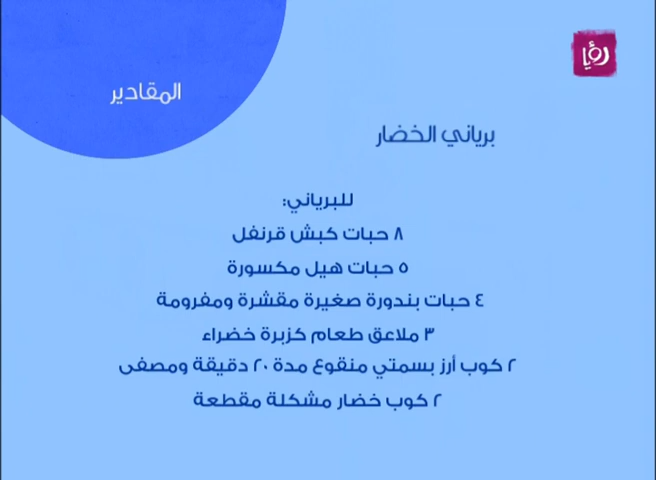 رؤيا
المقادير
برياني الخضار
للبرياني:
٨ حبات كبش قرنفل
٥ حبات هيل مكسورة
٤ حبات بندورة صغيرة مقشرة ومفرومة
٣ ملاعق طعام كزبرة خضراء
٢ كوب أرز بسمتي منقوع مدة ٢٠ دقيقة ومصفى
٢ كوب خضار مشكلة مقطعة